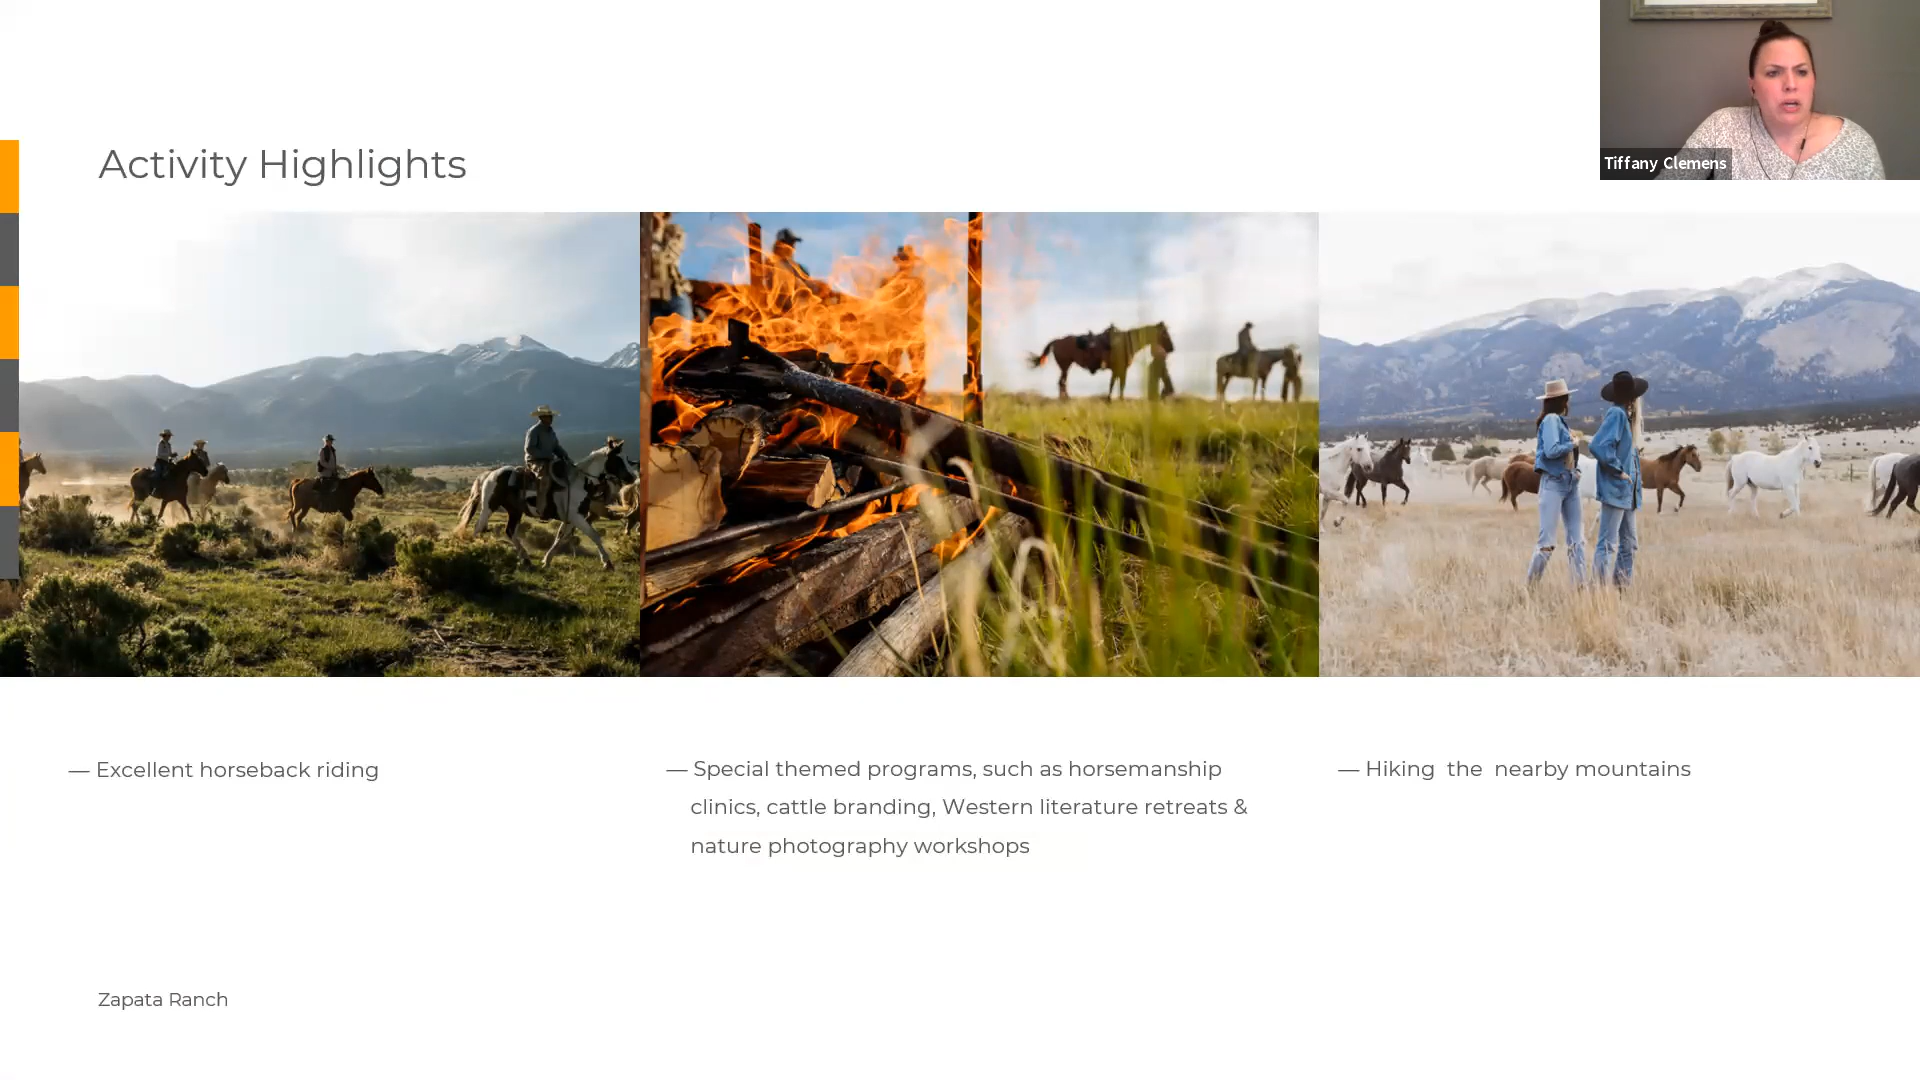 Tiffany Clemens
Activity Highlights
— Excellent horseback riding
— Special themed programs, such as horsemanship
clinics, cattle branding, Western literature retreats &
nature photography workshops
— Hiking  the  nearby mountains
Zapata Ranch